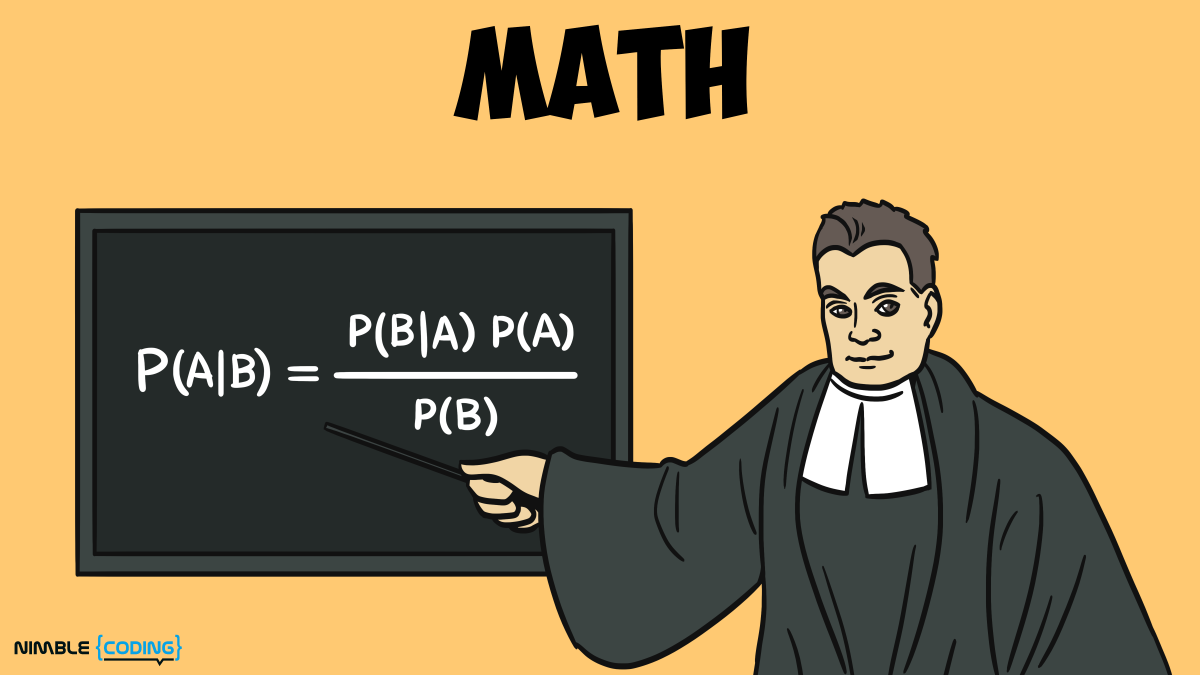 MATH
P(A|B) = P(B|A) P(A)
P(B)
NIMBLE {CODING}